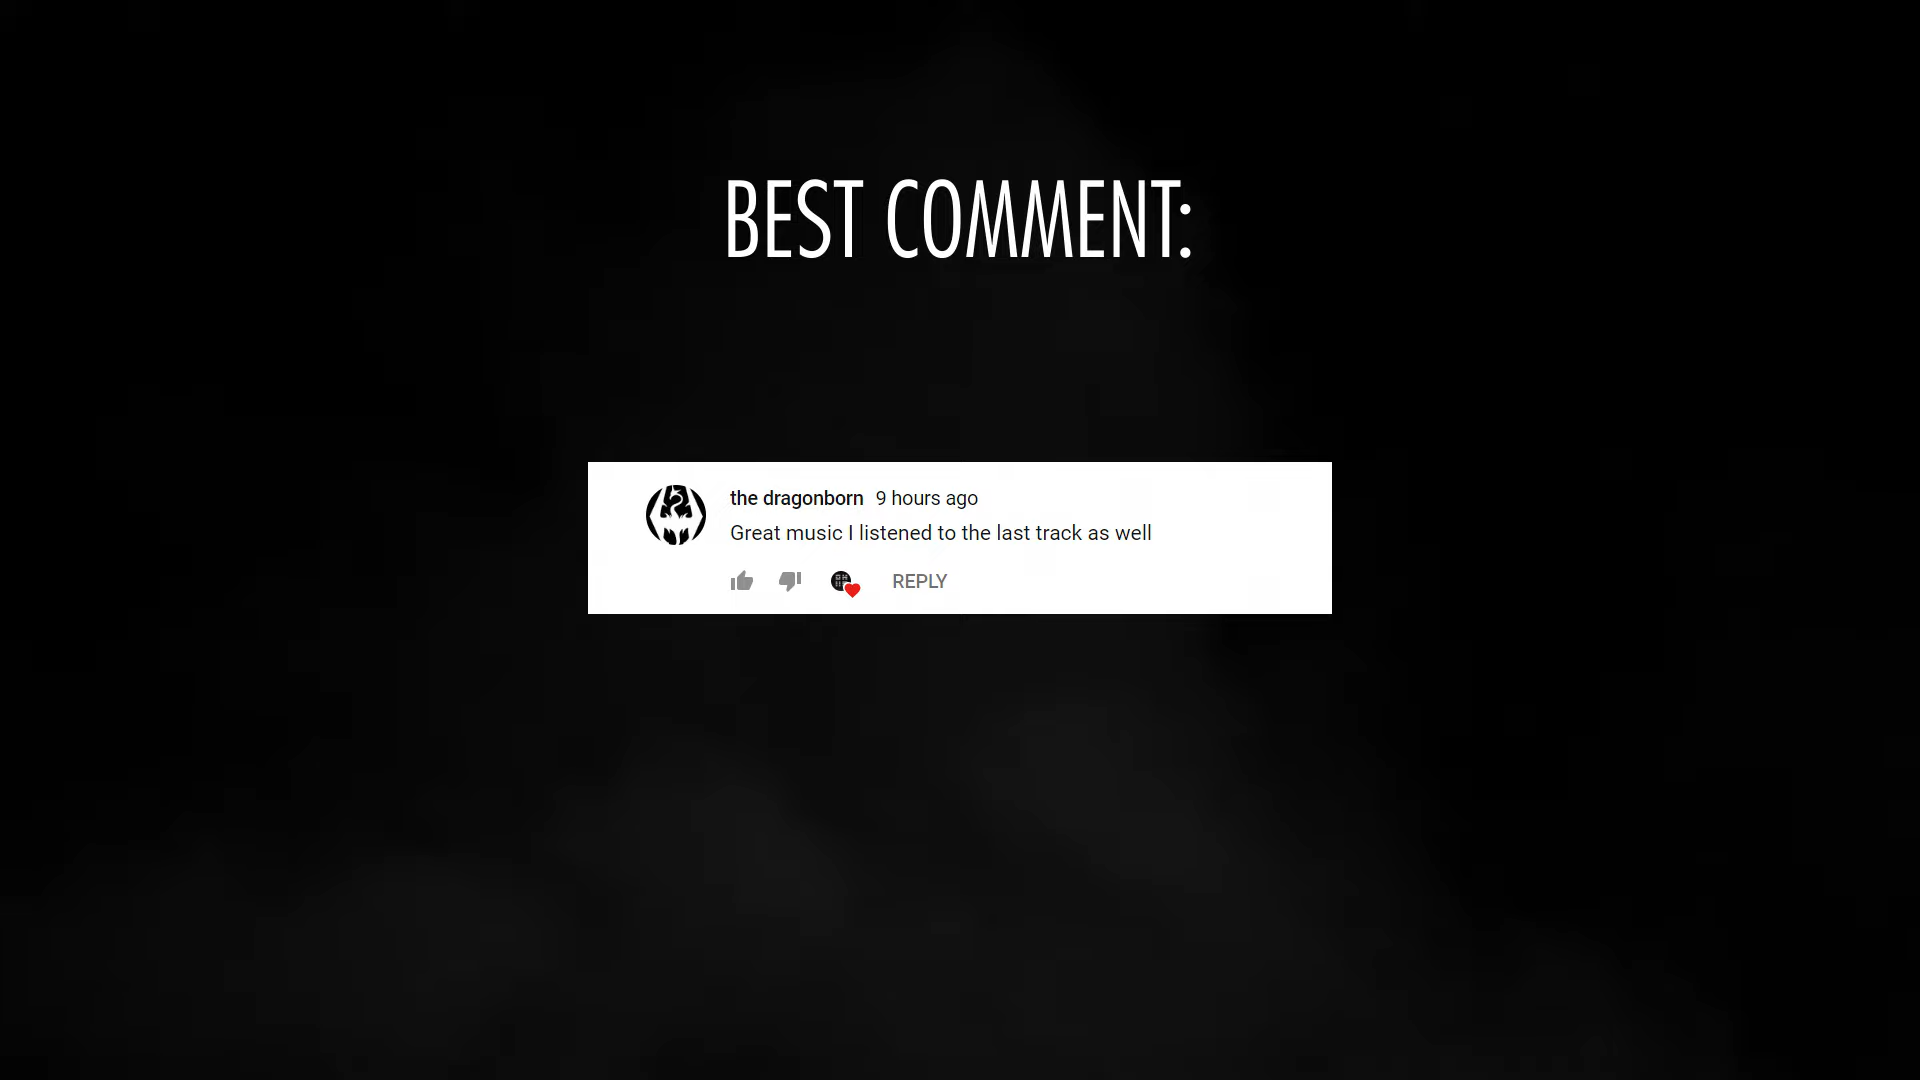 BEST COMMENT:
the dragonborn 9 hours ago
Great music I listened to the last track as well
REPLY